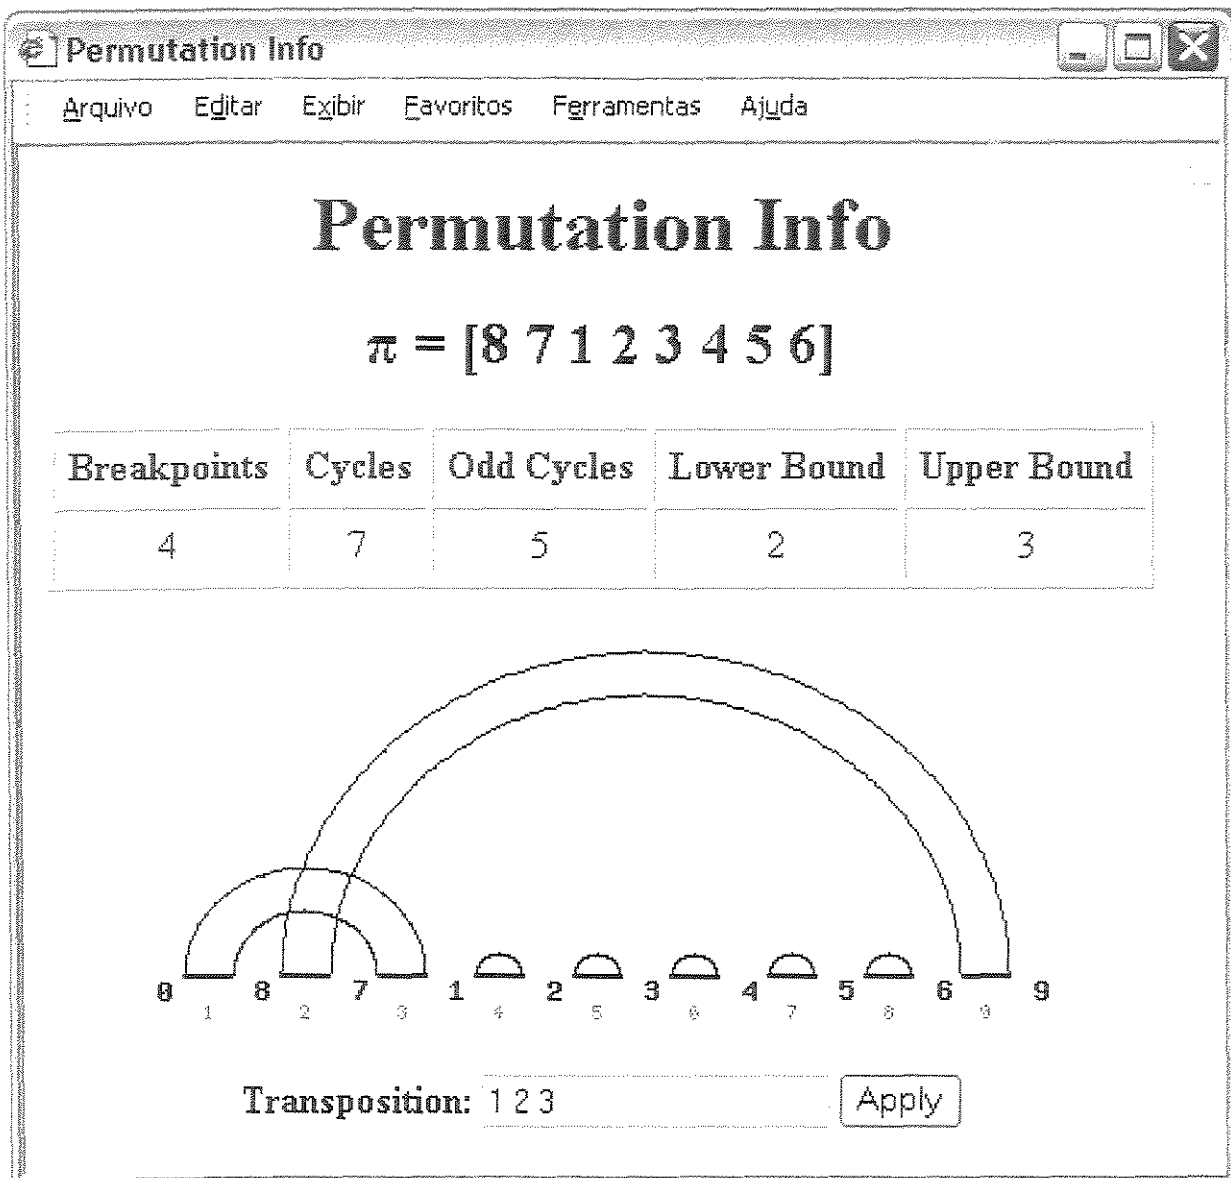 Permutation Info
Arquivo Editar Exibir Favoritos Ferramentas Ajuda
Permutation Info
π = [8 7 1 2 3 4 5 6]
Breakpoints Cycles Odd Cycles Lower Bound Upper Bound
4 7 5 2 3
0 8 7 1 2 3 4 5 6 9
1 2 3 4 5 6 7 8 9
Transposition: 1 2 3 Apply